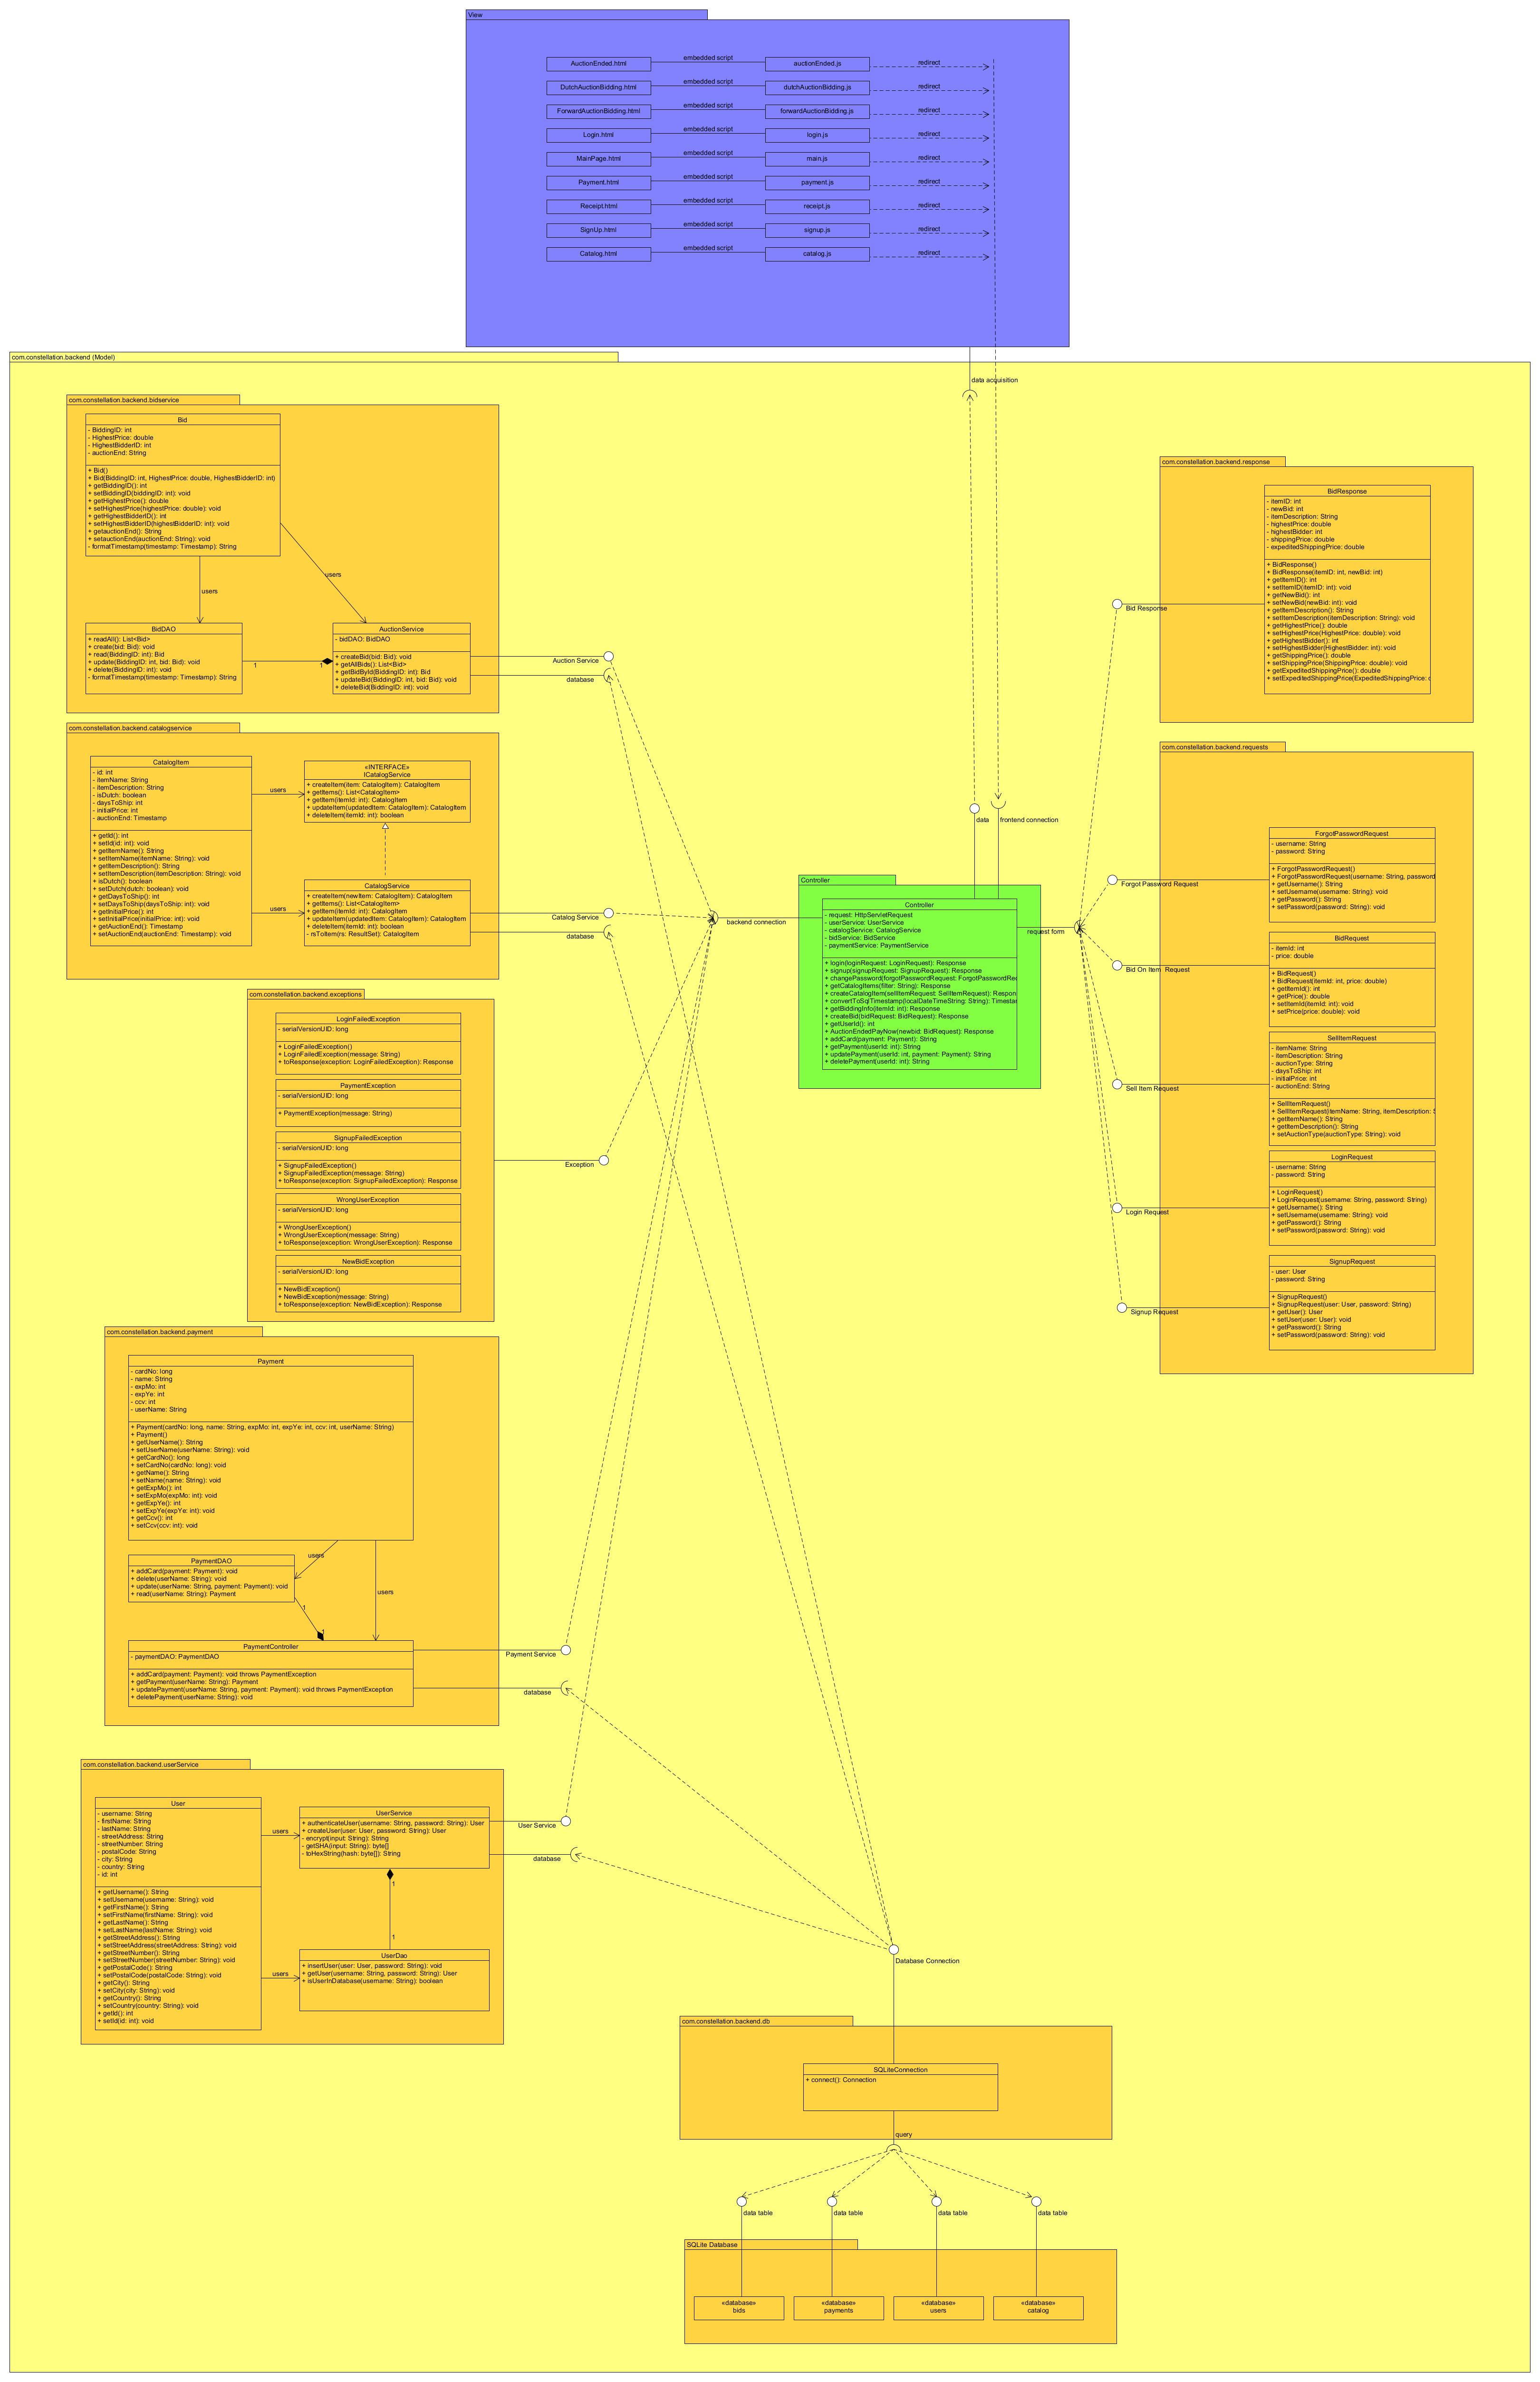 View
AuctionEnded.html
embedded script
auctionEnded.js
redirect
DutchAuctionBidding.html
embedded script
dutchAuctionBidding.js
redirect
ForwardAuctionBidding.html
embedded script
forwardAuctionBidding.js
redirect
Login.html
embedded script
login.js
redirect
MainPage.html
embedded script
main.js
redirect
Payment.html
embedded script
payment.js
redirect
Receipt.html
embedded script
receipt.js
redirect
SignUp.html
embedded script
signup.js
redirect
Catalog.html
embedded script
catalog.js
redirect
com.constellation.backend (Model)
data acquisition
com.constellation.backend.bidservice
Bid
- BiddingID: int
- HighestPrice: double
- HighestBidderID: int
- auctionEnd: String
+ Bid()
+ Bid(BiddingID: int, HighestPrice: double, HighestBidderID: int)
+ getBiddingID(): int
+ setBiddingID(biddingID: int): void
+ getHighestPrice(): double
+ setHighestPrice(highestPrice: double): void
+ getHighestBidderID(): int
+ setHighestBidderID(highestBidderID: int): void
+ getauctionEnd(): String
+ setauctionEnd(auctionEnd: String): void
- formatTimestamp(timestamp: Timestamp): String
users
users
BidDAO
+ readAll(): List<Bid>
+ create(bid: Bid): void
+ read(BiddingID: int): Bid
+ update(BiddingID: int, bid: Bid): void
+ delete(BiddingID: int): void
- formatTimestamp(timestamp: Timestamp): String
1
1
AuctionService
- bidDAO: BidDAO
+ createBid(bid: Bid): void
+ getAllBids(): List<Bid>
+ getBidById(BiddingID: int): Bid
+ updateBid(BiddingID: int, bid: Bid): void
+ deleteBid(BiddingID: int): void
Auction Service
database
com.constellation.backend.catalogservice
CatalogItem
- id: int
- itemName: String
- itemDescription: String
- isDutch: boolean
- daysToShip: int
- initialPrice: int
- auctionEnd: Timestamp
+ getId(): int
+ setId(id: int): void
+ getItemName(): String
+ setItemName(itemName: String): void
+ getItemDescription(): String
+ setItemDescription(itemDescription: String): void
+ isDutch(): boolean
+ setDutch(dutch: boolean): void
+ getDaysToShip(): int
+ setDaysToShip(daysToShip: int): void
+ getInitialPrice(): int
+ setInitialPrice(initialPrice: int): void
+ getAuctionEnd(): Timestamp
+ setAuctionEnd(auctionEnd: Timestamp): void
users
users
«INTERFACE»
ICatalogService
+ createItem(item: CatalogItem): CatalogItem
+ getItems(): List<CatalogItem>
+ getItem(itemId: int): CatalogItem
+ updateItem(updatedItem: CatalogItem): CatalogItem
+ deleteItem(itemId: int): boolean
CatalogService
+ createItem(newItem: CatalogItem): CatalogItem
+ getItems(): List<CatalogItem>
+ getItem(itemId: int): CatalogItem
+ updateItem(updatedItem: CatalogItem): CatalogItem
+ deleteItem(itemId: int): boolean
- rsToItem(rs: ResultSet): CatalogItem
Catalog Service
database
com.constellation.backend.exceptions
LoginFailedException
- serialVersionUID: long
+ LoginFailedException()
+ LoginFailedException(message: String)
+ toResponse(exception: LoginFailedException): Response
PaymentException
- serialVersionUID: long
+ PaymentException(message: String)
SignupFailedException
- serialVersionUID: long
+ SignupFailedException()
+ SignupFailedException(message: String)
+ toResponse(exception: SignupFailedException): Response
WrongUserException
- serialVersionUID: long
+ WrongUserException()
+ WrongUserException(message: String)
+ toResponse(exception: WrongUserException): Response
NewBidException
- serialVersionUID: long
+ NewBidException()
+ NewBidException(message: String)
+ toResponse(exception: NewBidException): Response
Exception
com.constellation.backend.payment
Payment
- cardNo: long
- name: String
- expMo: int
- expYe: int
- ccv: int
- userName: String
+ Payment(cardNo: long, name: String, expMo: int, expYe: int, ccv: int, userName: String)
+ Payment()
+ getUserName(): String
+ setUserName(userName: String): void
+ getCardNo(): long
+ setCardNo(cardNo: long): void
+ getName(): String
+ setName(name: String): void
+ getExpMo(): int
+ setExpMo(expMo: int): void
+ getExpYe(): int
+ setExpYe(expYe: int): void
+ getCcv(): int
+ setCcv(ccv: int): void
users
users
PaymentDAO
+ addCard(payment: Payment): void
+ delete(userName: String): void
+ update(userName: String, payment: Payment): void
+ read(userName: String): Payment
1
1
PaymentController
- paymentDAO: PaymentDAO
+ addCard(payment: Payment): void throws PaymentException
+ getPayment(userName: String): Payment
+ updatePayment(userName: String, payment: Payment): void throws PaymentException
+ deletePayment(userName: String): void
Payment Service
database
com.constellation.backend.userService
User
- username: String
- firstName: String
- lastName: String
- streetAddress: String
- streetNumber: String
- postalCode: String
- city: String
- country: String
- id: int
+ getUsername(): String
+ setUsername(username: String): void
+ getFirstName(): String
+ setFirstName(firstName: String): void
+ getLastName(): String
+ setLastName(lastName: String): void
+ getStreetAddress(): String
+ setStreetAddress(streetAddress: String): void
+ getStreetNumber(): String
+ setStreetNumber(streetNumber: String): void
+ getPostalCode(): String
+ setPostalCode(postalCode: String): void
+ getCity(): String
+ setCity(city: String): void
+ getCountry(): String
+ setCountry(country: String): void
+ getId(): int
+ setId(id: int): void
users
users
UserService
+ authenticateUser(username: String, password: String): User
+ createUser(user: User, password: String): User
- encrypt(input: String): String
- getSHA(input: String): byte[]
- toHexString(hash: byte[]): String
1
1
UserDao
+ insertUser(user: User, password: String): void
+ getUser(username: String, password: String): User
+ isUserInDatabase(username: String): boolean
User Service
database
data
frontend connection
backend connection
request form
Controller
Controller
- request: HttpServletRequest
- userService: UserService
- catalogService: CatalogService
- bidService: BidService
- paymentService: PaymentService
+ login(loginRequest: LoginRequest): Response
+ signup(signupRequest: SignupRequest): Response
+ changePassword(forgotPasswordRequest: ForgotPasswordRec
+ getCatalogItems(filter: String): Response
+ createCatalogItem(sellItemRequest: SellItemRequest): Respon
+ convertToSqlTimestamp(localDateTimeString: String): Timestar
+ getBiddingInfo(itemId: int): Response
+ createBid(bidRequest: BidRequest): Response
+ getUserId(): int
+ AuctionEndedPayNow(newbid: BidRequest): Response
+ addCard(payment: Payment): String
+ getPayment(userId: int): String
+ updatePayment(userId: int, payment: Payment): String
+ deletePayment(userId: int): String
com.constellation.backend.response
BidResponse
- itemID: int
- newBid: int
- itemDescription: String
- highestPrice: double
- highestBidder: int
- shippingPrice: double
- expeditedShippingPrice: double
+ BidResponse()
+ BidResponse(itemID: int, newBid: int)
+ getItemID(): int
+ setItemID(itemID: int): void
+ getNewBid(): int
+ setNewBid(newBid: int): void
+ getItemDescription(): String
+ setItemDescription(itemDescription: String): void
+ getHighestPrice(): double
+ setHighestPrice(HighestPrice: double): void
+ getHighestBidder(): int
+ setHighestBidder(HighestBidder: int): void
+ getShippingPrice(): double
+ setShippingPrice(ShippingPrice: double): void
+ getExpeditedShippingPrice(): double
+ setExpeditedShippingPrice(ExpeditedShippingPrice: c
Bid Response
com.constellation.backend.requests
ForgotPasswordRequest
- username: String
- password: String
+ ForgotPasswordRequest()
+ ForgotPasswordRequest(username: String, password
+ getUsername(): String
+ setUsername(username: String): void
+ getPassword(): String
+ setPassword(password: String): void
Forgot Password Request
BidRequest
- itemId: int
- price: double
+ BidRequest()
+ BidRequest(itemId: int, price: double)
+ getItemId(): int
+ getPrice(): double
+ setItemId(itemId: int): void
+ setPrice(price: double): void
Bid On Item Request
SellItemRequest
- itemName: String
- itemDescription: String
- auctionType: String
- daysToShip: int
- initialPrice: int
- auctionEnd: String
+ SellItemRequest()
+ SellItemRequest(itemName: String, itemDescription: S
+ getItemName(): String
+ getItemDescription(): String
+ setAuctionType(auctionType: String): void
Sell Item Request
LoginRequest
- username: String
- password: String
+ LoginRequest()
+ LoginRequest(username: String, password: String)
+ getUsername(): String
+ setUsername(username: String): void
+ getPassword(): String
+ setPassword(password: String): void
Login Request
SignupRequest
- user: User
- password: String
+ SignupRequest()
+ SignupRequest(user: User, password: String)
+ getUser(): User
+ setUser(user: User): void
+ getPassword(): String
+ setPassword(password: String): void
Signup Request
Database Connection
com.constellation.backend.db
SQLiteConnection
+ connect(): Connection
query
data table
data table
data table
data table
SQLite Database
«database»
bids
«database»
payments
«database»
users
«database»
catalog